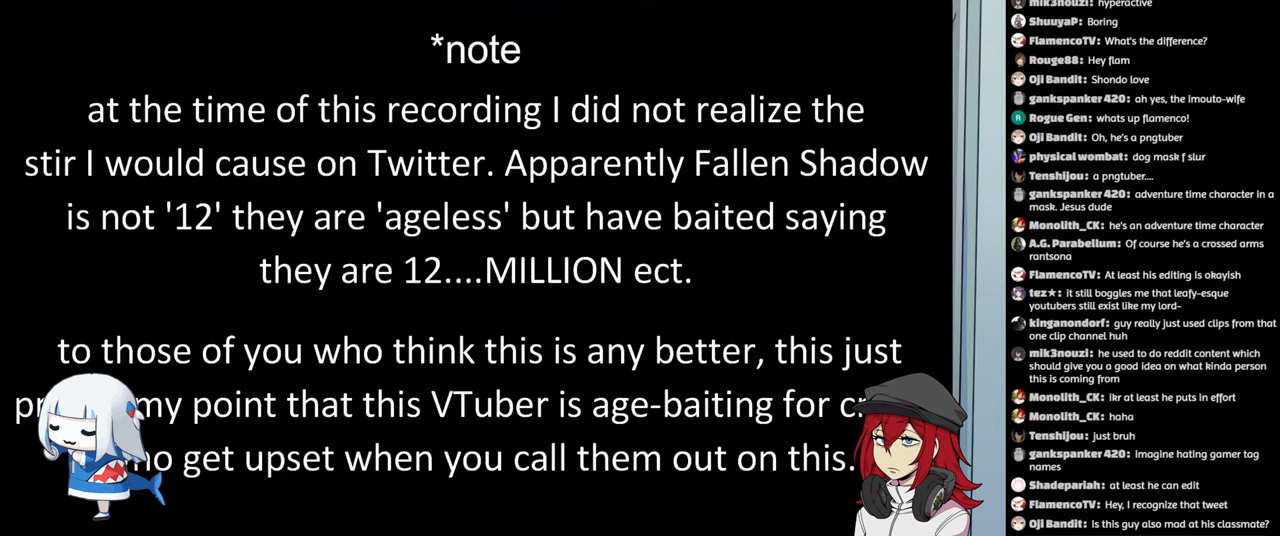 *note
at the time of this recording I did not realize the
stir I would cause on Twitter. Apparently Fallen Shadow
is not '12' they are 'ageless' but have baited saying
they are 12....MILLION ect.
to those of you who think this is any better, this just
my point that this VTuber is age-baiting for
get upset when you call them out on this.
mik3nouzi: hyperactive
ShuuyaP: Boring
FlamencoTV: What's the difference?
Rouge88: Hey flam
Oji Bandit: Shondo love
gankspanker 420: ah yes, the imouto-wife
R Rogue Gen: whats up flamenco!
Oji Bandit: Oh, he's a pngtuber
physical wombat: dog mask f slur
Tenshijou: a pngtuber....
gankspanker 420: adventure time character in a
mask. Jesus dude
Monolith_CK: he's an adventure time character
A.G. Parabellum: Of course he's a crossed arms
rantsona
FlamencoTV: At least his editing is okayish
tez★: it still boggles me that leafy-esque
youtubers still exist like my lord-
kinganondorf: guy really just used clips from that
one clip channel huh
mik3nouzi: he used to do reddit content which
should give you a good idea on what kinda person
this is coming from
Monolith_CK: ikr at least he puts in effort
Monolith_CK: haha
Tenshijou: just bruh
gankspanker 420: imagine hating gamer tag
names
Shadepariah: at least he can edit
FlamencoTV: Hey, I recognize that tweet
Oji Bandit: Is this guy also mad at his classmate?